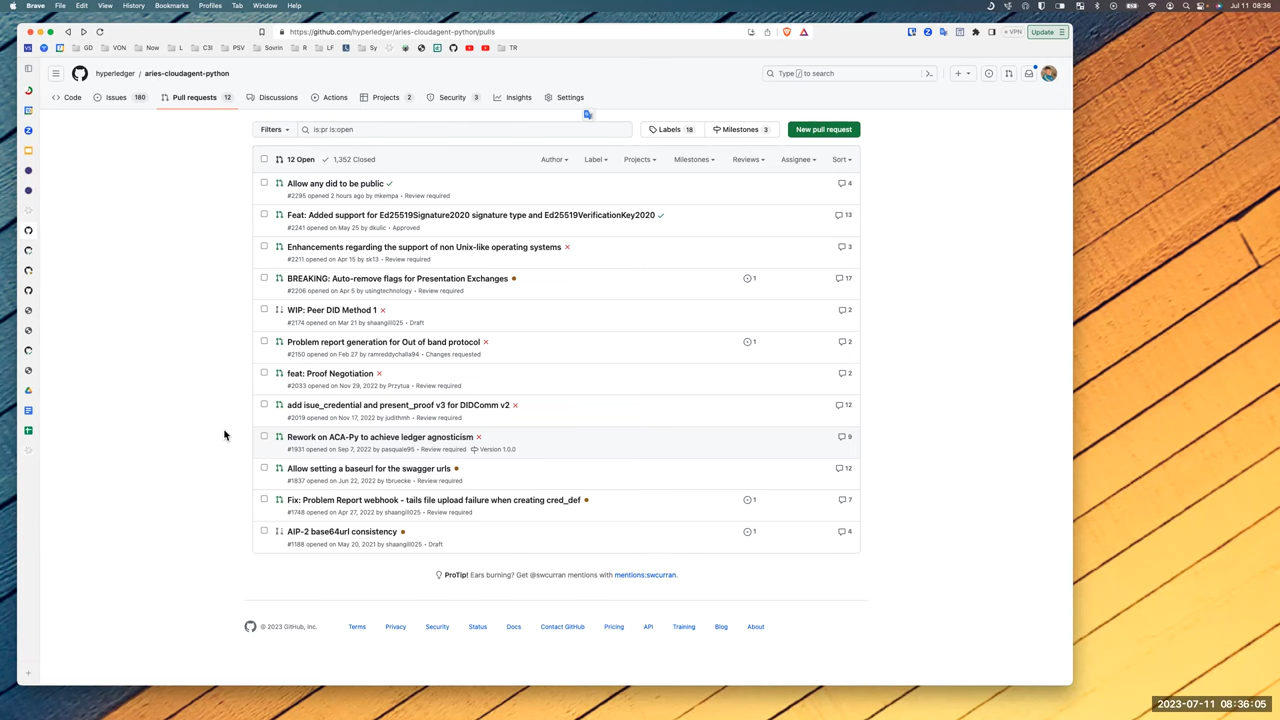 Brave File Edit View History Bookmarks Profiles Tab Window Help Jul 11 08:36
https://github.com/hyperledger/aries-cloudagent-python/pulls VPN Update
GD VON Now L C3I PSV Sovrin R LF Sy TR
hyperledger / aries-cloudagent-python Type / to search
Code Issues 180 Pull requests 12 Discussions Actions Projects 2 Security 3 Insights Settings
Filters is:pr is:open Labels 18 Milestones 3 New pull request
12 Open 1,352 Closed Author Label Projects Milestones Reviews Assignee Sort
Allow any did to be public 4
#2295 opened 2 hours ago by mkempa • Review required
Feat: Added support for Ed25519Signature2020 signature type and Ed25519VerificationKey2020 13
#2241 opened on May 25 by dkulic • Approved
Enhancements regarding the support of non Unix-like operating systems 3
#2211 opened on Apr 15 by sk13 • Review required
BREAKING: Auto-remove flags for Presentation Exchanges 1 17
#2206 opened on Apr 5 by usingtechnology • Review required
WIP: Peer DID Method 1 2
#2174 opened on Mar 21 by shaangill025 • Draft
Problem report generation for Out of band protocol 1 2
#2150 opened on Feb 27 by ramreddychalla94 • Changes requested
feat: Proof Negotiation 2
#2033 opened on Nov 29, 2022 by Przytua • Review required
add isue_credential and present_proof v3 for DIDComm v2 12
#2019 opened on Nov 17, 2022 by judithmh • Review required
Rework on ACA-Py to achieve ledger agnosticism 9
#1931 opened on Sep 7, 2022 by pasquale95 • Review required Version 1.0.0
Allow setting a baseurl for the swagger urls 12
#1837 opened on Jun 22, 2022 by tbruecke • Review required
Fix: Problem Report webhook - tails file upload failure when creating cred_def 1 7
#1748 opened on Apr 27, 2022 by shaangill025 • Review required
AIP-2 base64url consistency 1 4
#1188 opened on May 20, 2021 by shaangill025 • Draft
ProTip! Ears burning? Get @swcurran mentions with mentions:swcurran.
© 2023 GitHub, Inc. Terms Privacy Security Status Docs Contact GitHub Pricing API Training Blog About
2023-07-11 08:36:05